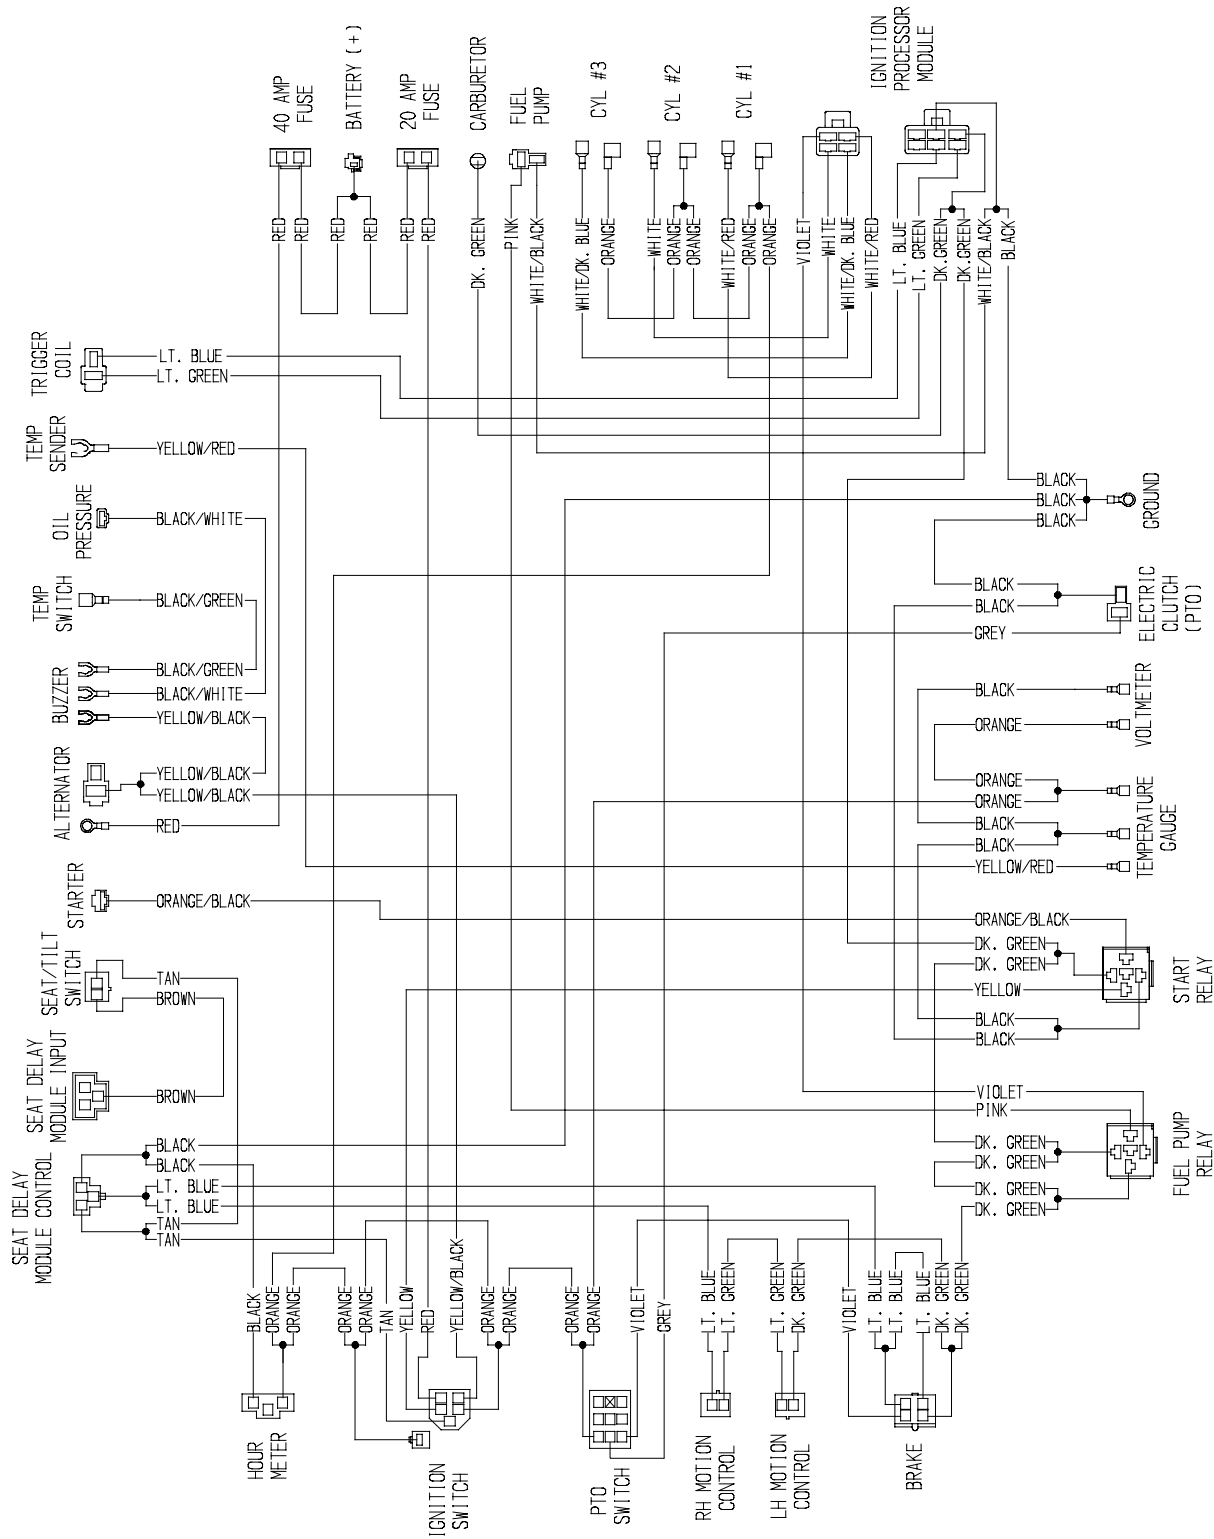 40 AMP
FUSE
BATTERY (+)
20 AMP
FUSE
CARBURETOR
FUEL
PUMP
CYL #3
CYL #2
CYL #1
IGNITION
PROCESSOR
MODULE
RED
RED
RED
RED
RED
RED
DK. GREEN
PINK
WHITE/BLACK
WHITE/DK. BLUE
ORANGE
WHITE
ORANGE
ORANGE
WHITE/RED
ORANGE
ORANGE
VIOLET
WHITE
WHITE/DK. BLUE
WHITE/RED
LT. BLUE
LT. GREEN
DK.GREEN
DK.GREEN
WHITE/BLACK
BLACK
TRIGGER
COIL
LT. BLUE
LT. GREEN
TEMP
SENDER
YELLOW/RED
OIL
PRESSURE
BLACK/WHITE
TEMP
SWITCH
BLACK/GREEN
BUZZER
BLACK/GREEN
BLACK/WHITE
YELLOW/BLACK
ALTERNATOR
YELLOW/BLACK
YELLOW/BLACK
RED
STARTER
ORANGE/BLACK
SEAT/TILT
SWITCH
TAN
BROWN
SEAT DELAY
MODULE INPUT
BROWN
SEAT DELAY
MODULE CONTROL
BLACK
BLACK
LT. BLUE
LT. BLUE
TAN
TAN
BLACK
BLACK
BLACK
GROUND
BLACK
BLACK
GREY
ELECTRIC
CLUTCH
(PTO)
BLACK
ORANGE
VOLTMETER
ORANGE
ORANGE
BLACK
BLACK
YELLOW/RED
TEMPERATURE
GAUGE
ORANGE/BLACK
DK. GREEN
DK. GREEN
YELLOW
BLACK
BLACK
START
RELAY
VIOLET
PINK
DK. GREEN
DK. GREEN
DK. GREEN
DK. GREEN
FUEL PUMP
RELAY
BLACK
ORANGE
ORANGE
ORANGE
ORANGE
TAN
YELLOW
RED
YELLOW/BLACK
ORANGE
ORANGE
ORANGE
ORANGE
VIOLET
GREY
LT. BLUE
LT. GREEN
LT. GREEN
DK. GREEN
VIOLET
LT. BLUE
LT. BLUE
LT. BLUE
DK. GREEN
DK. GREEN
HOUR
METER
IGNITION
SWITCH
PTO
SWITCH
RH MOTION
CONTROL
LH MOTION
CONTROL
BRAKE